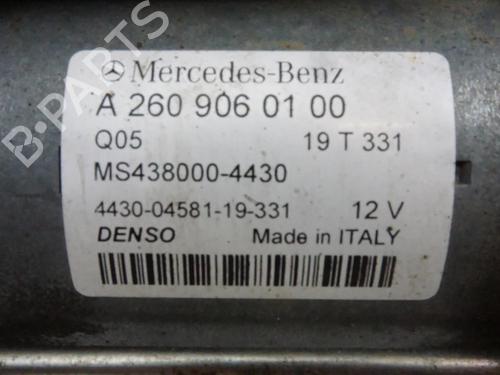 Mercedes-Benz
A 260 906 01 00
Q05 19 T 331
MS438000-4430
4430-04581-19-331 12 V
DENSO Made in ITALY
B-PARTS